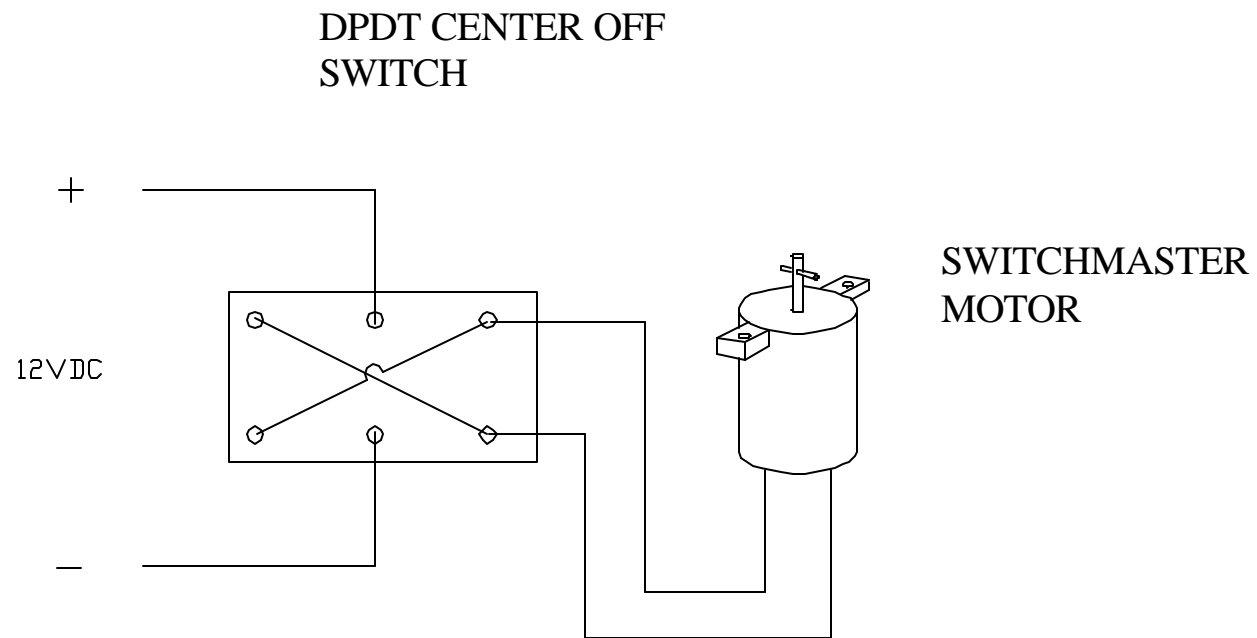 DPDT CENTER OFF
SWITCH
+
SWITCHMASTER
MOTOR
12VDC
–